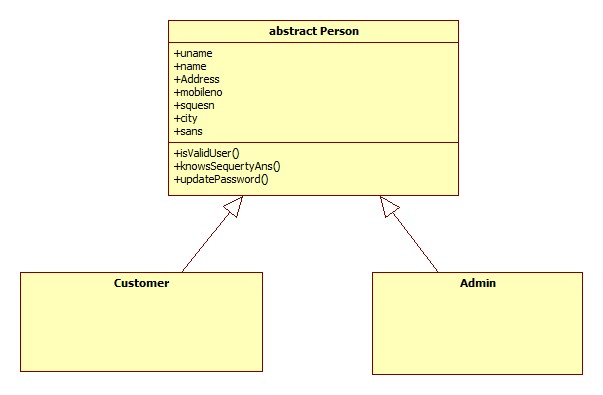 abstract Person
+uname
+name
+Address
+mobileno
+squesn
+city
+sans
+isValidUser()
+knowsSequertyAns()
+updatePassword()
Customer
Admin